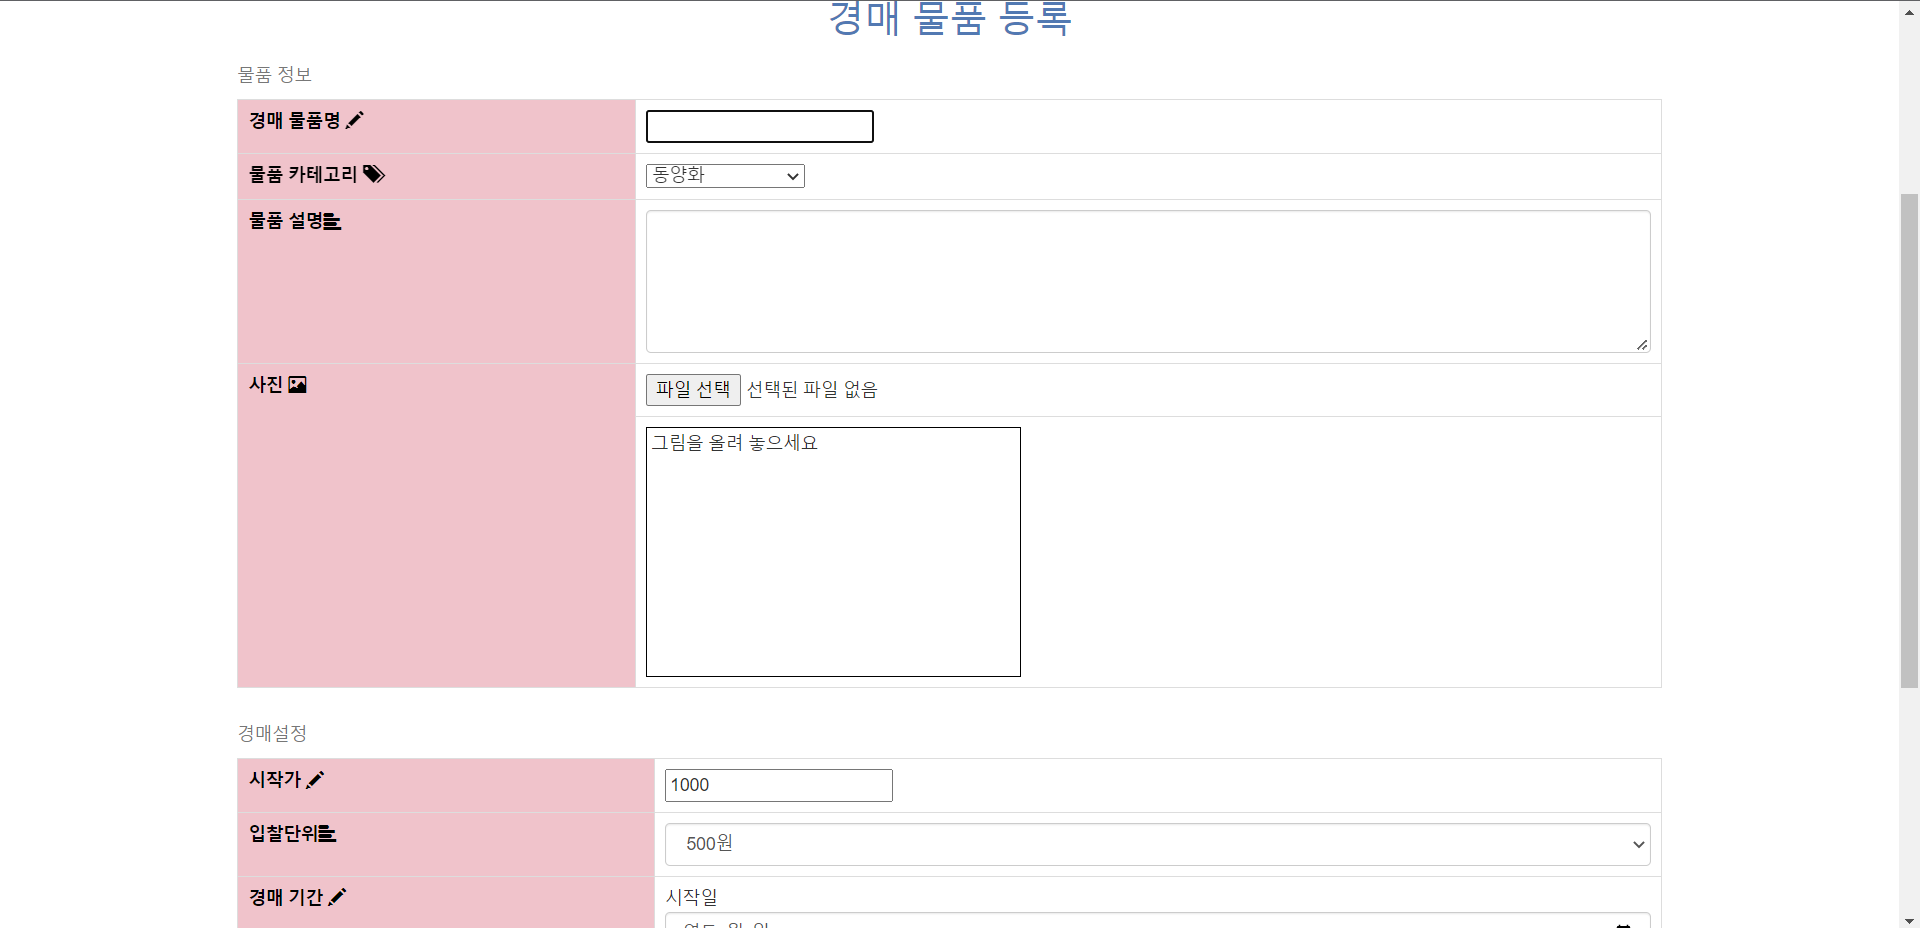 경매 물품 등록
물품 정보
경매 물품명
물품 카테고리
동양화
물품 설명
사진
파일 선택 선택된 파일 없음
그림을 올려 놓으세요
경매설정
시작가
1000
입찰단위
500원
경매 기간
시작일